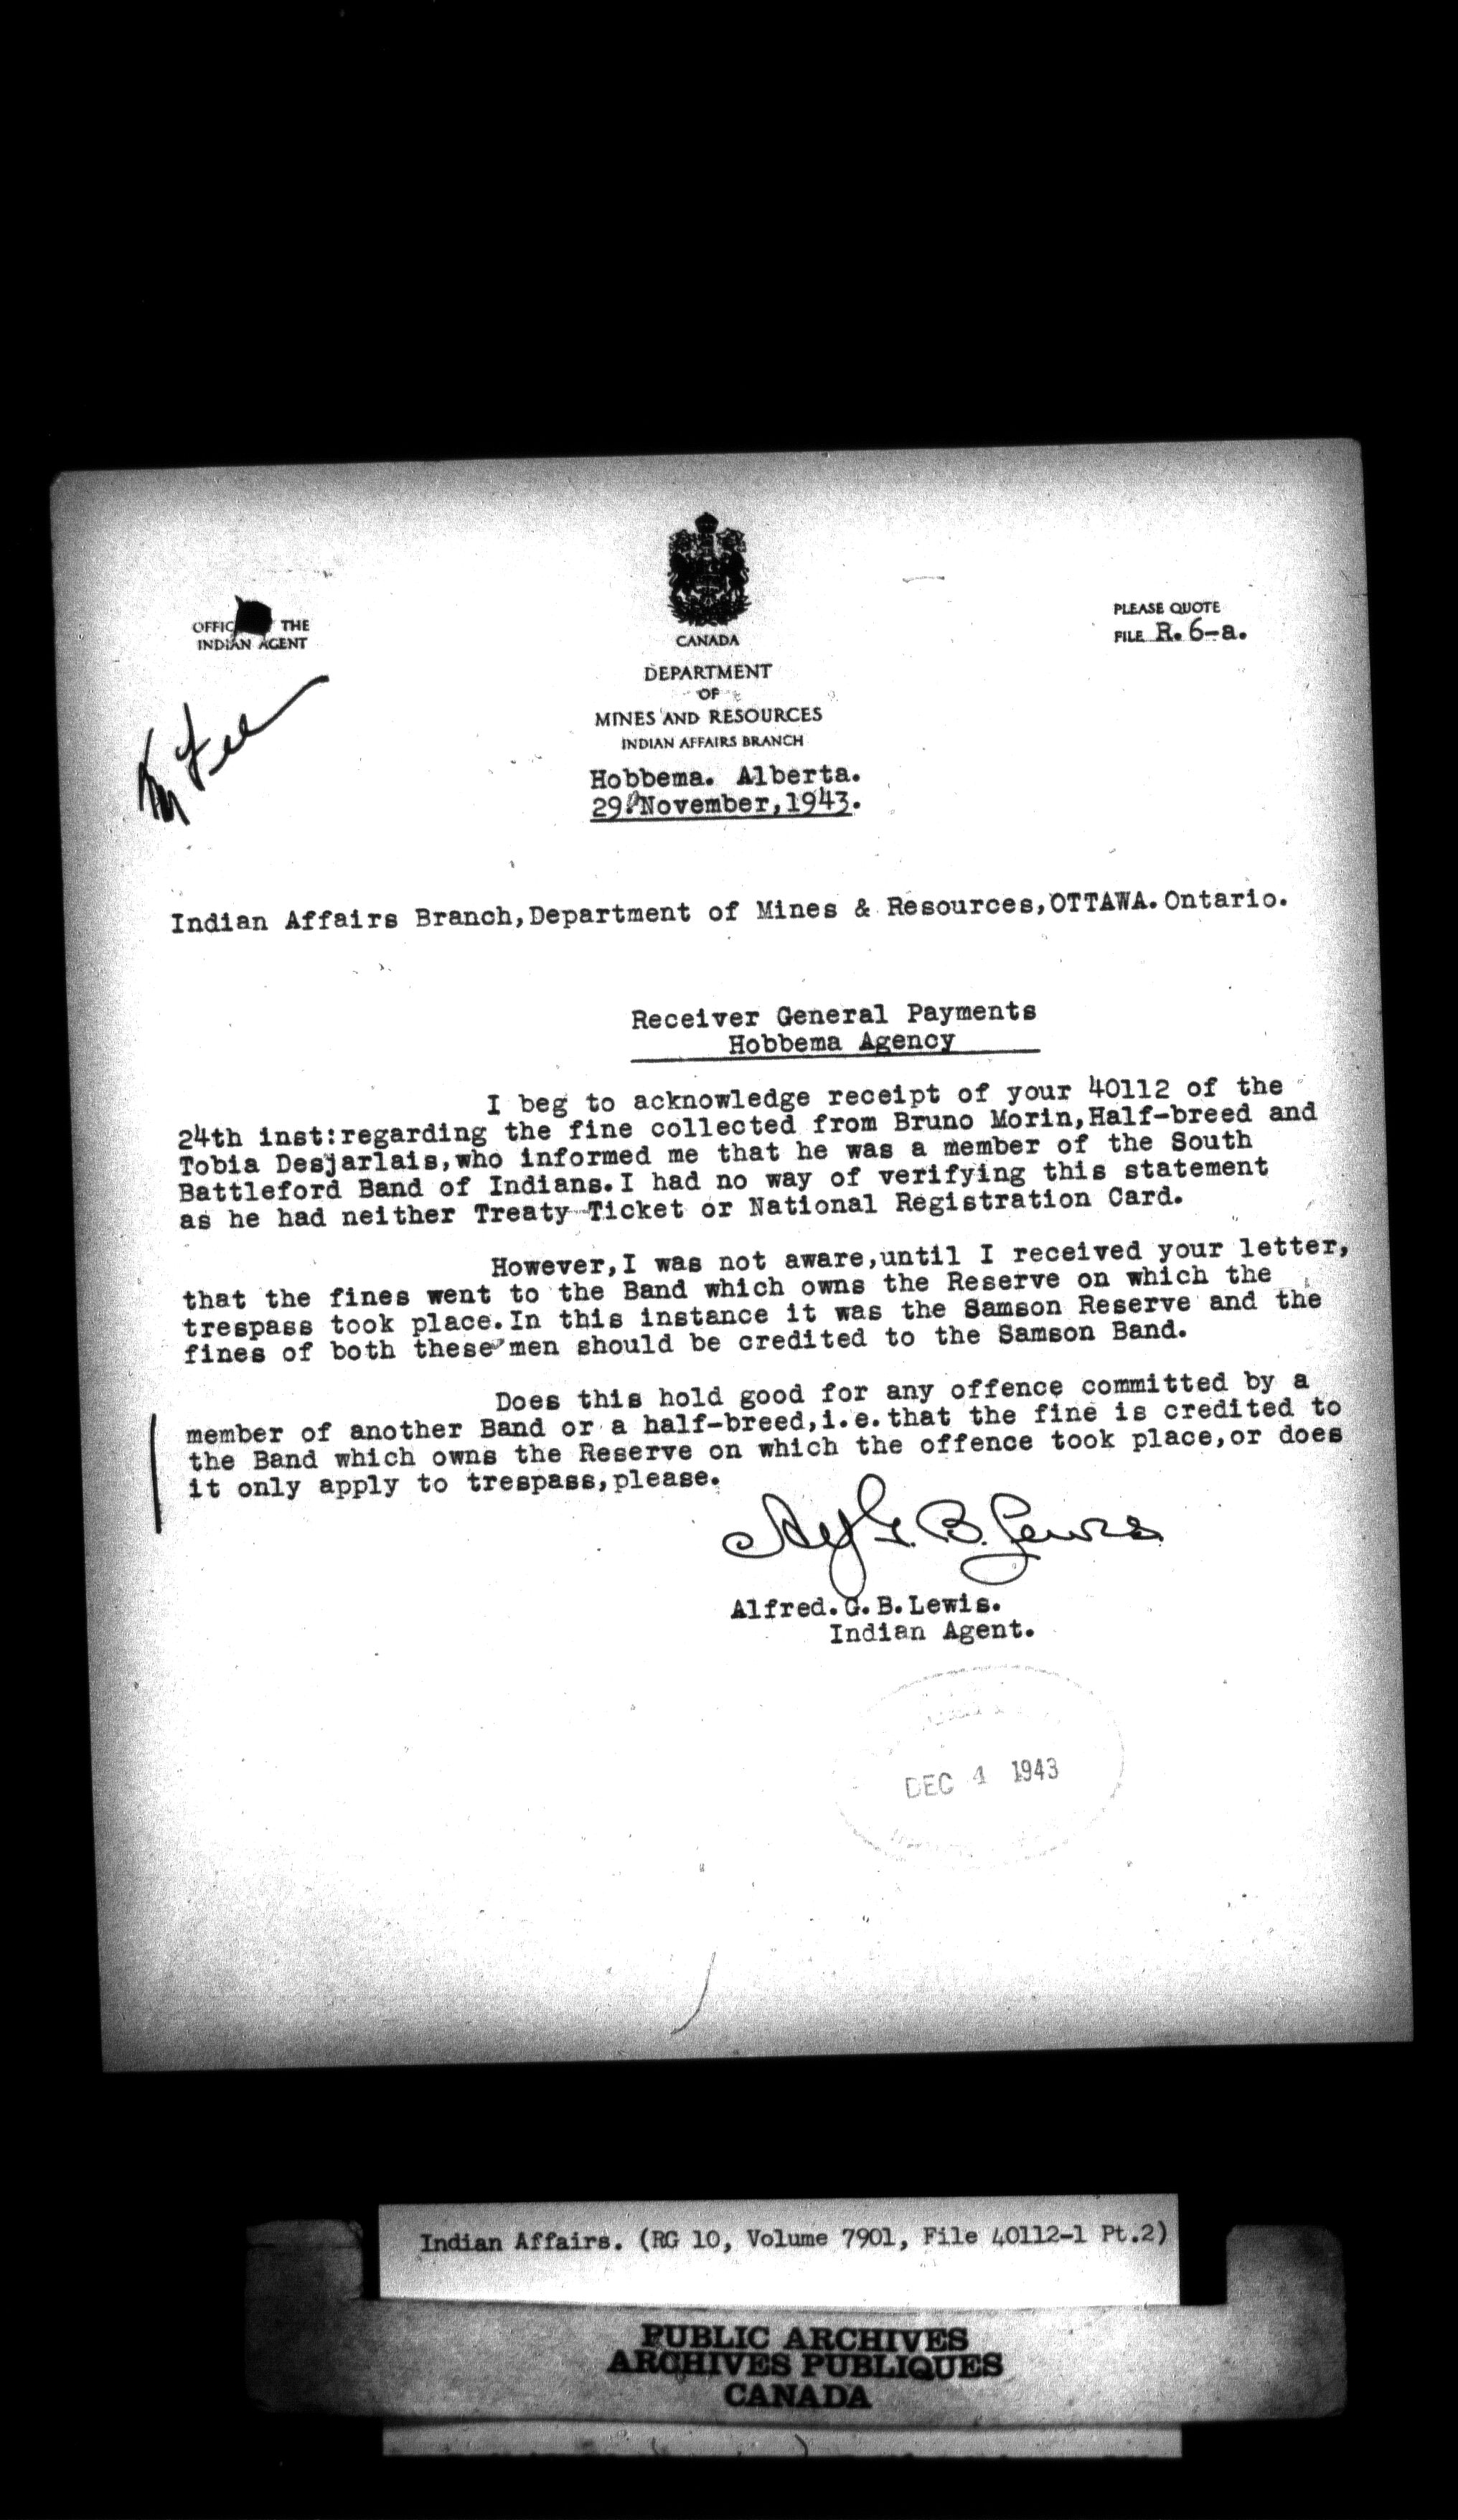 OFFIC THE
INDIAN AGENT
CANADA
DEPARTMENT
OF
MINES AND RESOURCES
INDIAN AFFAIRS BRANCH
PLEASE QUOTE
FILE R. 6-a.
Hobbema. Alberta.
29. November, 1943.
Indian Affairs Branch, Department of Mines & Resources, OTTAWA. Ontario.
Receiver General Payments
Hobbema Agency
I beg to acknowledge receipt of your 40112 of the
24th inst: regarding the fine collected from Bruno Morin, Half-breed and
Tobia Desjarlais, who informed me that he was a member of the South
Battleford Band of Indians. I had no way of verifying this statement
as he had neither Treaty Ticket or National Registration Card.
However, I was not aware, until I received your letter,
that the fines went to the Band which owns the Reserve on which the
trespass took place. In this instance it was the Samson Reserve and the
fines of both these men should be credited to the Samson Band.
Does this hold good for any offence committed by a
member of another Band or a half-breed, i.e. that the fine is credited to
the Band which owns the Reserve on which the offence took place, or does
it only apply to trespass, please.
Alf G. B. Lewis
Alfred. G. B. Lewis.
Indian Agent.
DEC 4 1943
Indian Affairs. (RG 10, Volume 7901, File 40112-1 Pt.2)
PUBLIC ARCHIVES
ARCHIVES PUBLIQUES
CANADA